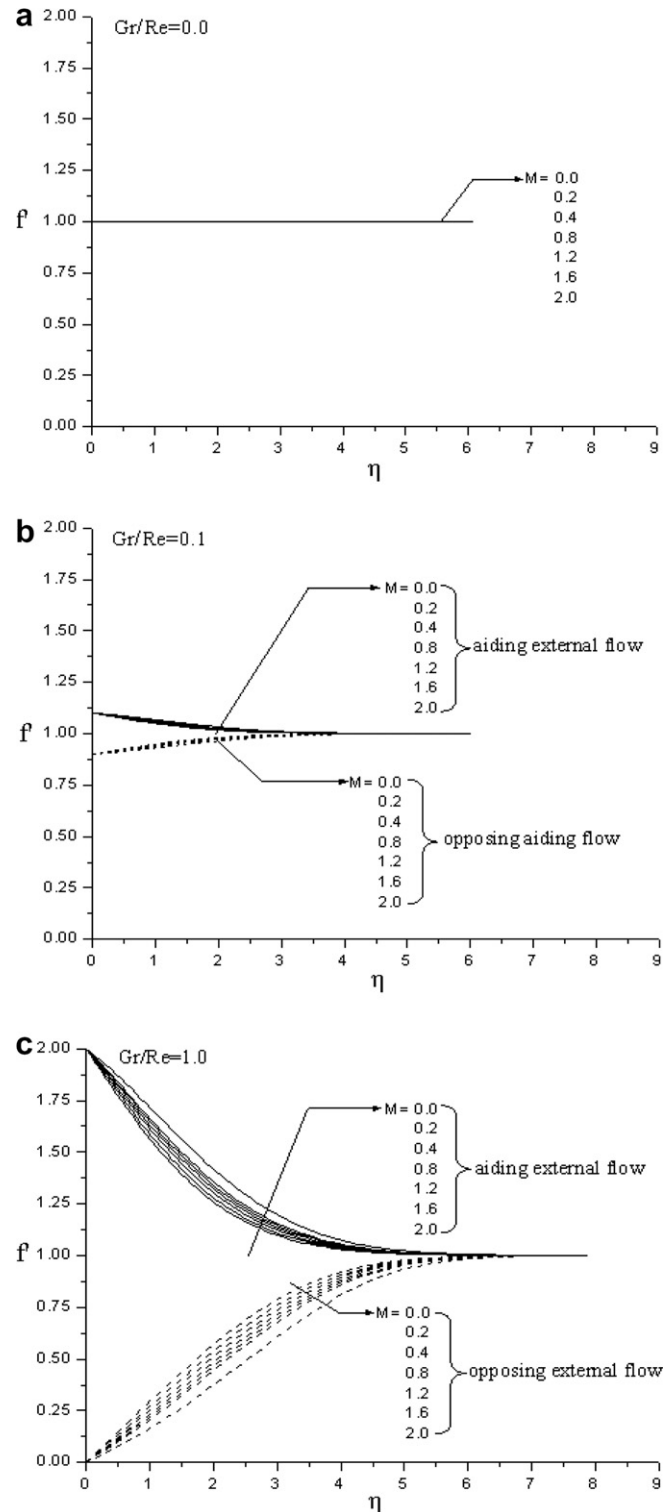 a
Gr/Re=0.0
2.00
1.75
1.50
1.25
1.00
0.75
0.50
0.25
0.00
f'
M = 0.0
0.2
0.4
0.8
1.2
1.6
2.0
0 1 2 3 4 5 6 7 8 9
η
b
Gr/Re=0.1
2.00
1.75
1.50
1.25
1.00
0.75
0.50
0.25
0.00
f'
M = 0.0
0.2
0.4
0.8
1.2
1.6
2.0
aiding external flow
M = 0.0
0.2
0.4
0.8
1.2
1.6
2.0
opposing aiding flow
0 1 2 3 4 5 6 7 8 9
η
c
Gr/Re=1.0
2.00
1.75
1.50
1.25
1.00
0.75
0.50
0.25
0.00
f'
M = 0.0
0.2
0.4
0.8
1.2
1.6
2.0
aiding external flow
M = 0.0
0.2
0.4
0.8
1.2
1.6
2.0
opposing external flow
0 1 2 3 4 5 6 7 8 9
η